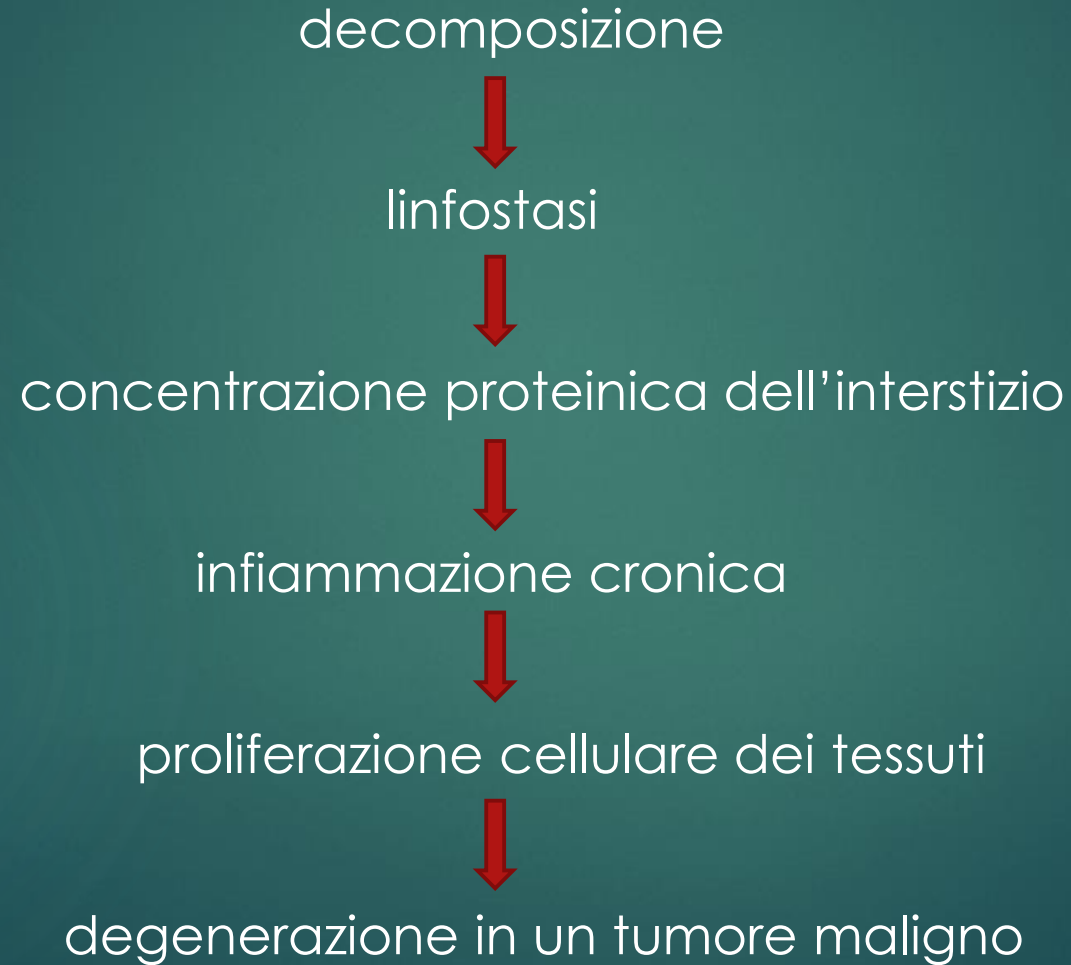 decomposizione
linfostasi
concentrazione proteinica dell’interstizio
infiammazione cronica
proliferazione cellulare dei tessuti
degenerazione in un tumore maligno